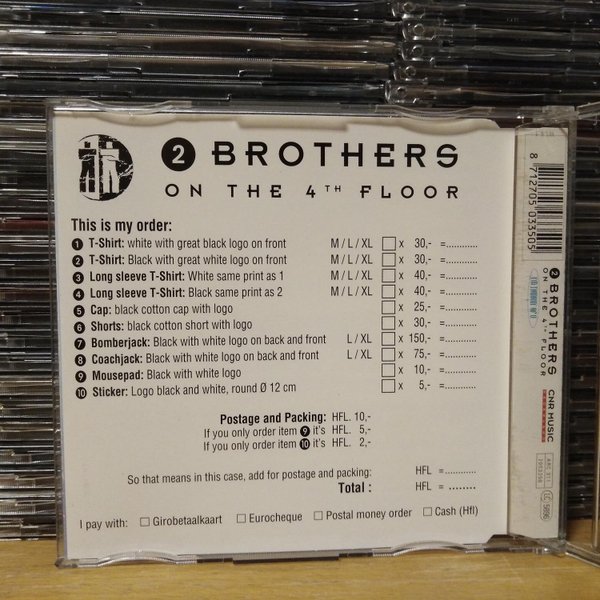 2 BROTHERS
ON THE 4TH FLOOR
This is my order:
1 T-Shirt: white with great black logo on front M / L / XL x 30,- =............
2 T-Shirt: Black with great white logo on front M / L / XL x 30,- =............
3 Long sleeve T-Shirt: White same print as 1 M / L / XL x 40,- =............
4 Long sleeve T-Shirt: Black same print as 2 M / L / XL x 40,- =............
5 Cap: black cotton cap with logo x 25,- =............
6 Shorts: black cotton short with logo x 30,- =............
7 Bomberjack: Black with white logo on back and front L / XL x 150,- =............
8 Coachjack: Black with white logo on back and front L / XL x 75,- =............
9 Mousepad: Black with white logo x 10,- =............
10 Sticker: Logo black and white, round Ø 12 cm x 5,- =............
Postage and Packing: HFL. 10,-
If you only order item 9 it's HFL. 5,-
If you only order item 10 it's HFL. 2,-
So that means in this case, add for postage and packing: HFL =............
Total : HFL = ........
I pay with: Girobetaalkaart Eurocheque Postal money order Cash (Hfl)
8 712705 033505
2 BROTHERS
ON THE 4TH FLOOR
CNR MUSIC
LC 5896